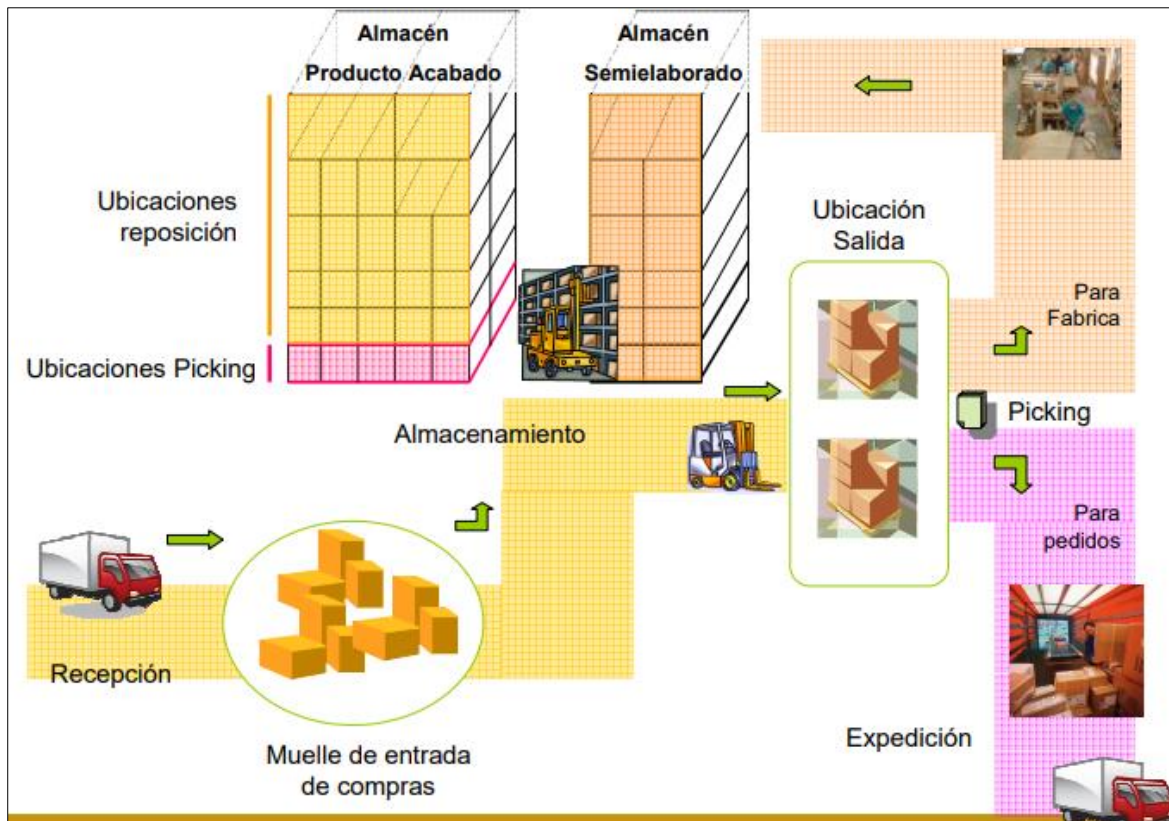 Almacén
Producto Acabado
Almacén
Semielaborado
Ubicaciones
reposición
Ubicación
Salida
Para
Fabrica
Ubicaciones Picking
Picking
Almacenamiento
Para
pedidos
Recepción
Muelle de entrada
de compras
Expedición